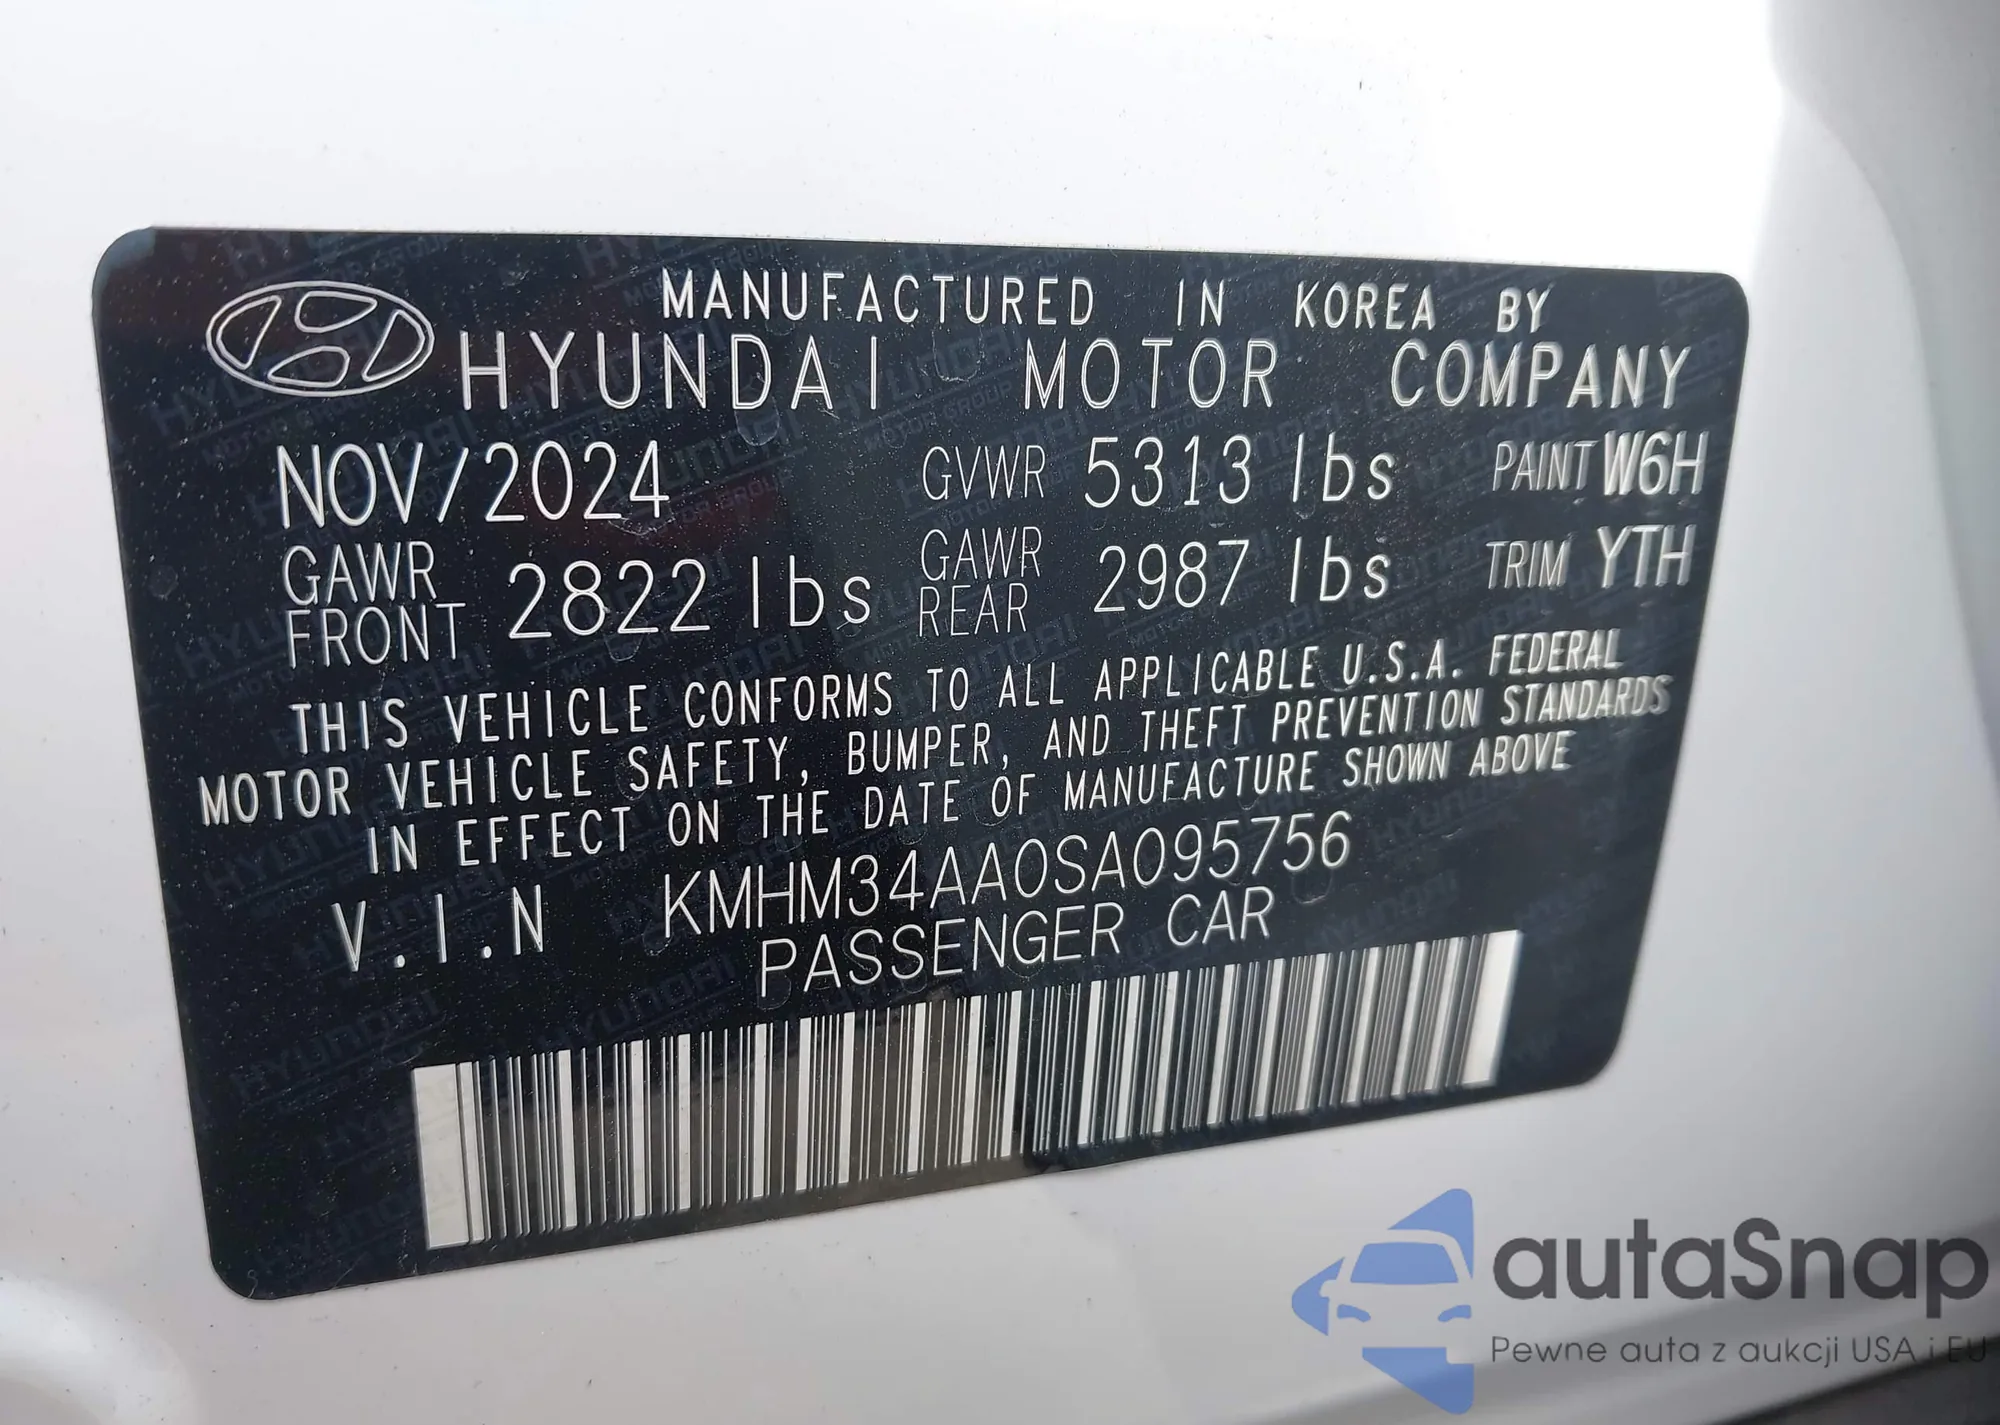 MANUFACTURED IN KOREA BY
HYUNDAI MOTOR COMPANY
NOV/2024 GVWR 5313 lbs PAINT W6H
GAWR FRONT 2822 lbs GAWR REAR 2987 lbs TRIM YTH
THIS VEHICLE CONFORMS TO ALL APPLICABLE U.S.A. FEDERAL
MOTOR VEHICLE SAFETY, BUMPER, AND THEFT PREVENTION STANDARDS
IN EFFECT ON THE DATE OF MANUFACTURE SHOWN ABOVE
V.I.N KMHM34AA0SA095756
PASSENGER CAR
autaSnap
Pewne auta z aukcji USA i EU